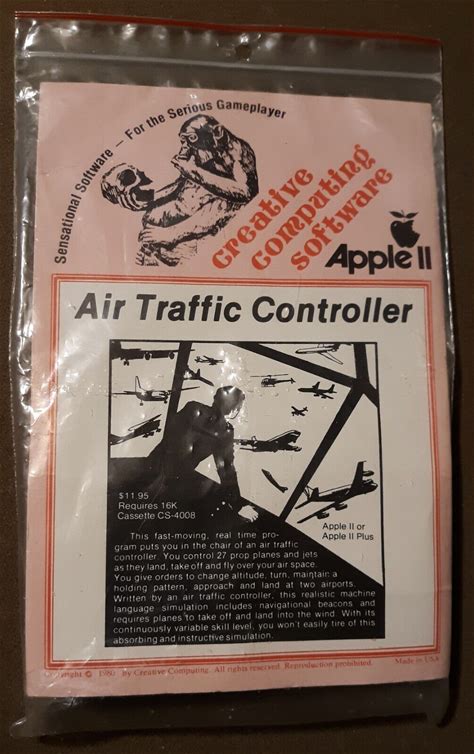 Sensational Software – For the Serious Gameplayer
creative
computing
software
Apple II
Air Traffic Controller
$11.95
Requires 16K
Cassette CS-4008
Apple II or
Apple II Plus
This fast-moving, real time pro-
gram puts you in the chair of an air traffic
controller. You control 27 prop planes and jets
as they land, take off and fly over your air space.
You give orders to change altitude, turn, maintain a
holding pattern, approach and land at two airports.
Written by an air traffic controller, this realistic machine
language simulation includes navigational beacons and
requires planes to take off and land into the wind. With its
continuously variable skill level, you won't easily tire of this
absorbing and instructive simulation.
Copyright © 1980 by Creative Computing. All rights reserved. Reproduction prohibited.
Made in USA